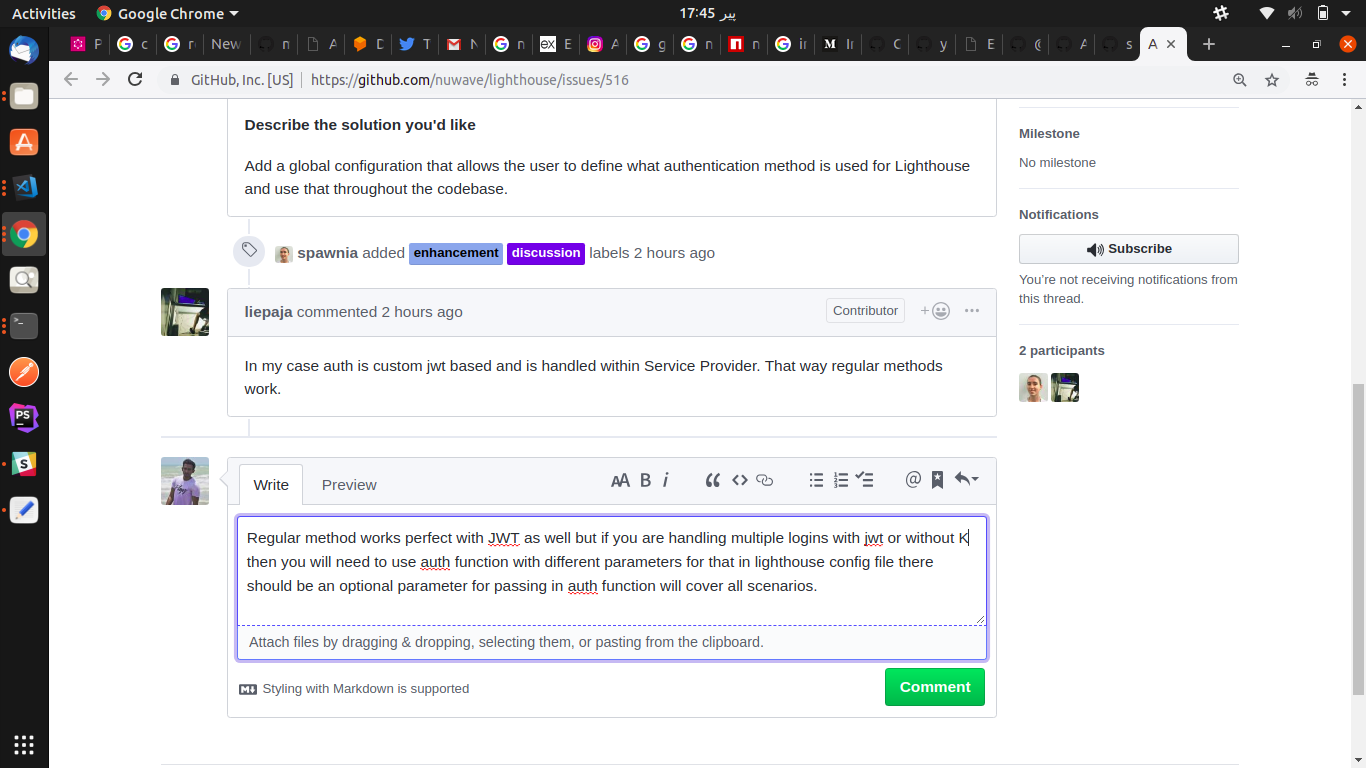 Activities
Google Chrome
پیر 17:45
P
c
r
New
n
A
D
T
N
n
ex E
A
g
n
n
ir
M Ir
C
y
E
@
A
s
A
GitHub, Inc. [US] https://github.com/nuwave/lighthouse/issues/516
Describe the solution you'd like
Add a global configuration that allows the user to define what authentication method is used for Lighthouse
and use that throughout the codebase.
spawnia added enhancement discussion labels 2 hours ago
liepaja commented 2 hours ago
Contributor
In my case auth is custom jwt based and is handled within Service Provider. That way regular methods
work.
Write
Preview
AA B i
@
Regular method works perfect with JWT as well but if you are handling multiple logins with jwt or without K
then you will need to use auth function with different parameters for that in lighthouse config file there
should be an optional parameter for passing in auth function will cover all scenarios.
Attach files by dragging & dropping, selecting them, or pasting from the clipboard.
Styling with Markdown is supported
Comment
Milestone
No milestone
Notifications
Subscribe
You're not receiving notifications from
this thread.
2 participants
PS
S